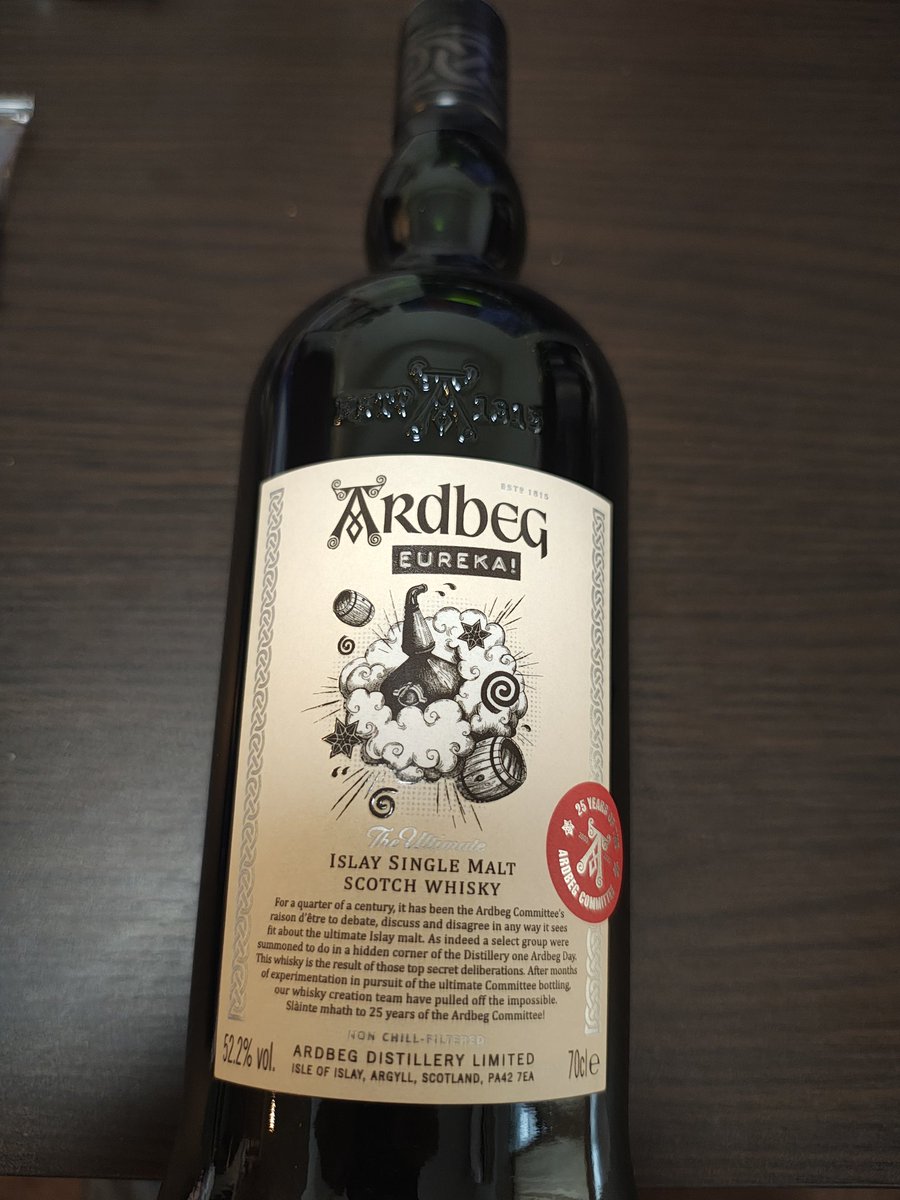 ESTD 1815
ESTD 1815
ARDBEG
EUREKA!
The Ultimate
ISLAY SINGLE MALT
SCOTCH WHISKY
25 YEARS OF
ARDBEG COMMITTEE
For a quarter of a century, it has been the Ardbeg Committee's
raison d'être to debate, discuss and disagree in any way it sees
fit about the ultimate Islay malt. As indeed a select group were
summoned to do in a hidden corner of the Distillery one Ardbeg Day.
This whisky is the result of those top secret deliberations. After months
of experimentation in pursuit of the ultimate Committee bottling,
our whisky creation team have pulled off the impossible.
Slàinte mhath to 25 years of the Ardbeg Committee!
NON CHILL-FILTERED
52.2% vol.
ARDBEG DISTILLERY LIMITED
ISLE OF ISLAY, ARGYLL, SCOTLAND, PA42 7EA
70cl e